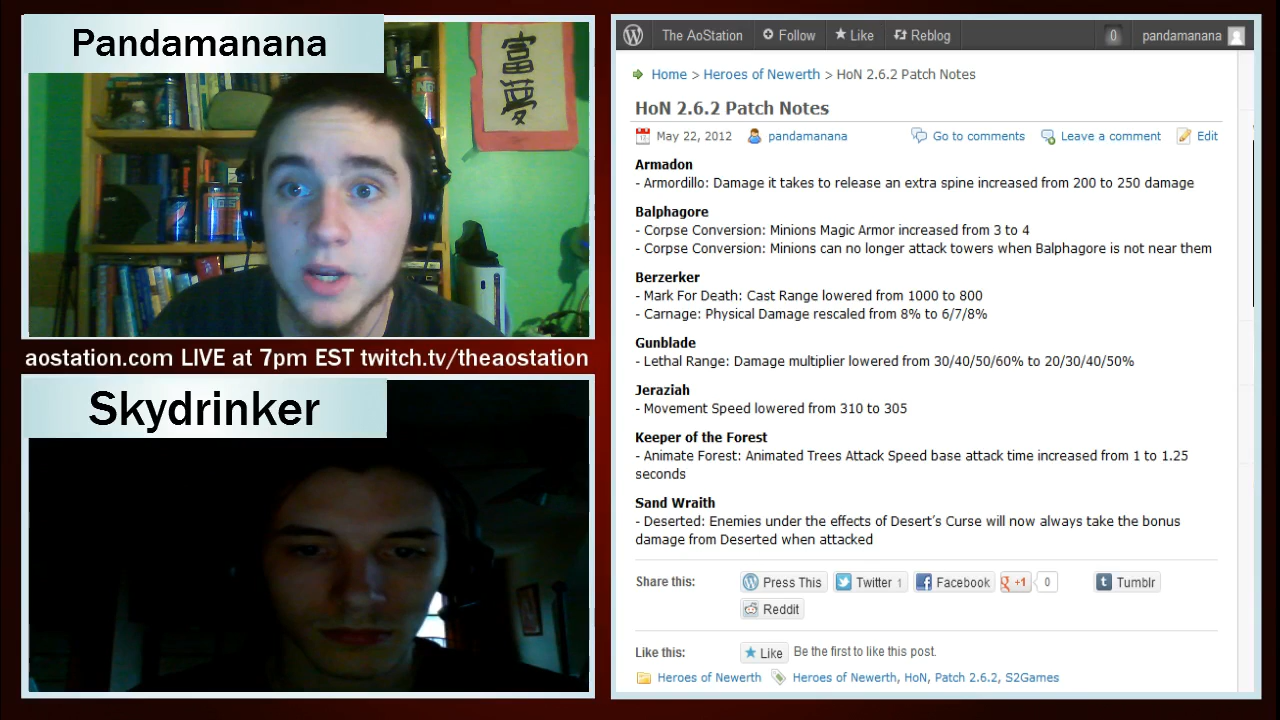 Pandamanana
富
夢
NOS
NOS
aostation.com LIVE at 7pm EST twitch.tv/theaostation
Skydrinker
The AoStation Follow Like Reblog 0 pandamanana
Home > Heroes of Newerth > HoN 2.6.2 Patch Notes
HoN 2.6.2 Patch Notes
May 22, 2012 pandamanana Go to comments Leave a comment Edit
Armadon
- Armordillo: Damage it takes to release an extra spine increased from 200 to 250 damage
Balphagore
- Corpse Conversion: Minions Magic Armor increased from 3 to 4
- Corpse Conversion: Minions can no longer attack towers when Balphagore is not near them
Berzerker
- Mark For Death: Cast Range lowered from 1000 to 800
- Carnage: Physical Damage rescaled from 8% to 6/7/8%
Gunblade
- Lethal Range: Damage multiplier lowered from 30/40/50/60% to 20/30/40/50%
Jeraziah
- Movement Speed lowered from 310 to 305
Keeper of the Forest
- Animate Forest: Animated Trees Attack Speed base attack time increased from 1 to 1.25
seconds
Sand Wraith
- Deserted: Enemies under the effects of Desert's Curse will now always take the bonus
damage from Deserted when attacked
Share this: Press This Twitter 1 Facebook +1 0 Tumblr
Reddit
Like this: Like Be the first to like this post.
Heroes of Newerth Heroes of Newerth, HoN, Patch 2.6.2, S2Games